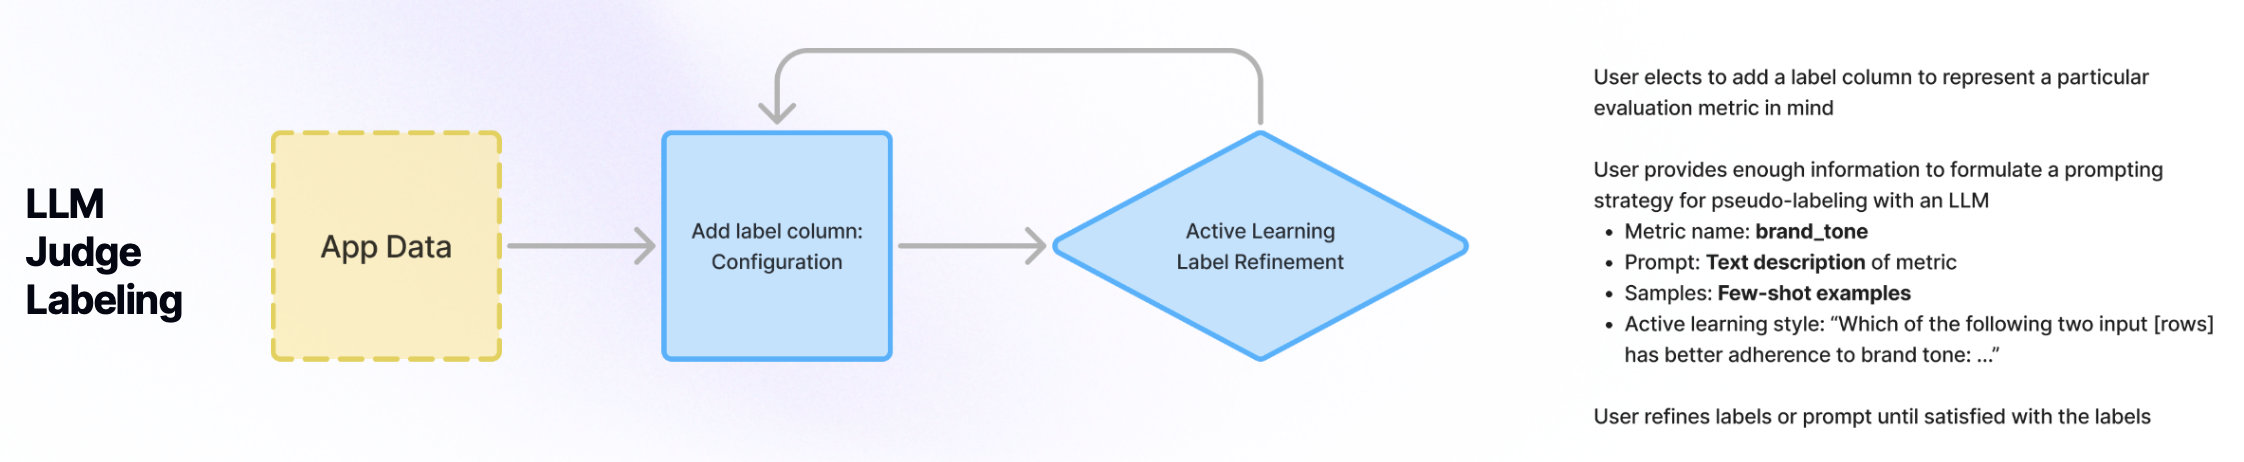 LLM
Judge
Labeling
App Data
Add label column:
Configuration
Active Learning
Label Refinement
User elects to add a label column to represent a particular
evaluation metric in mind
User provides enough information to formulate a prompting
strategy for pseudo-labeling with an LLM
• Metric name: brand_tone
• Prompt: Text description of metric
• Samples: Few-shot examples
• Active learning style: “Which of the following two input [rows]
has better adherence to brand tone: ...”
User refines labels or prompt until satisfied with the labels